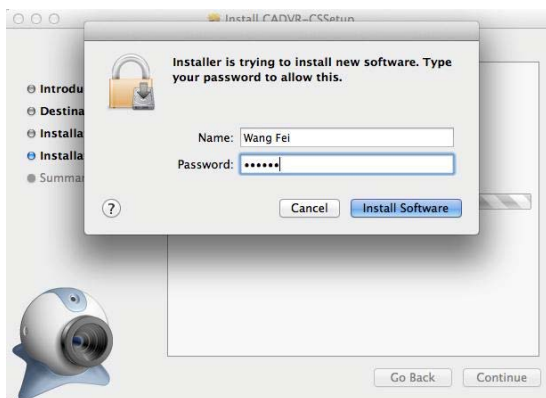 Install CADVR-CSSetup
Installer is trying to install new software. Type
your password to allow this.
Introdu
Destina
Installa
Installa
Summar
Name: Wang Fei
Password: ••••••
?
Cancel
Install Software
Go Back
Continue